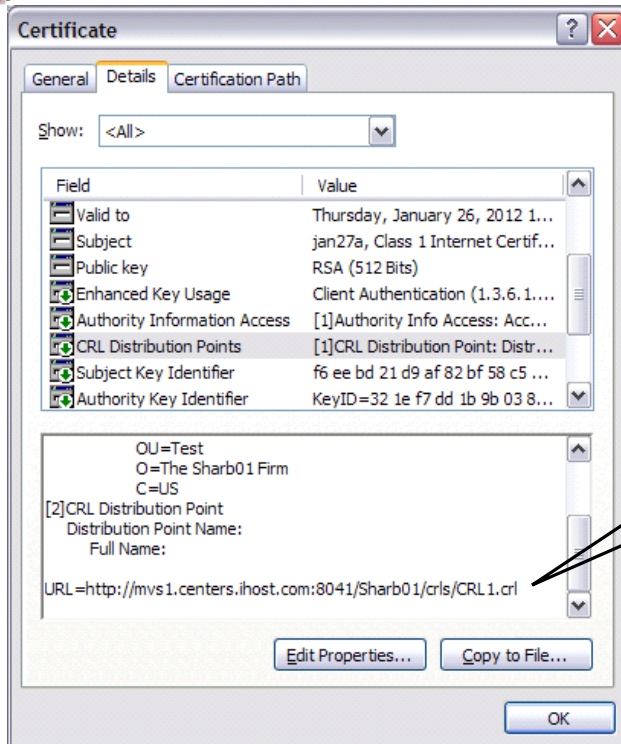 Certificate
General Details Certification Path
Show: <All>
Field Value
Valid to Thursday, January 26, 2012 1...
Subject jan27a, Class 1 Internet Certif...
Public key RSA (512 Bits)
Enhanced Key Usage Client Authentication (1.3.6.1....
Authority Information Access [1]Authority Info Access: Acc...
CRL Distribution Points [1]CRL Distribution Point: Distr...
Subject Key Identifier f6 ee bd 21 d9 af 82 bf 58 c5 ...
Authority Key Identifier KeyID=32 1e f7 dd 1b 9b 03 8...
OU=Test
O=The Sharb01 Firm
C=US
[2]CRL Distribution Point
Distribution Point Name:
Full Name:
URL=http://mvs1.centers.ihost.com:8041/Sharb01/crls/CRL1.crl
Edit Properties... Copy to File...
OK